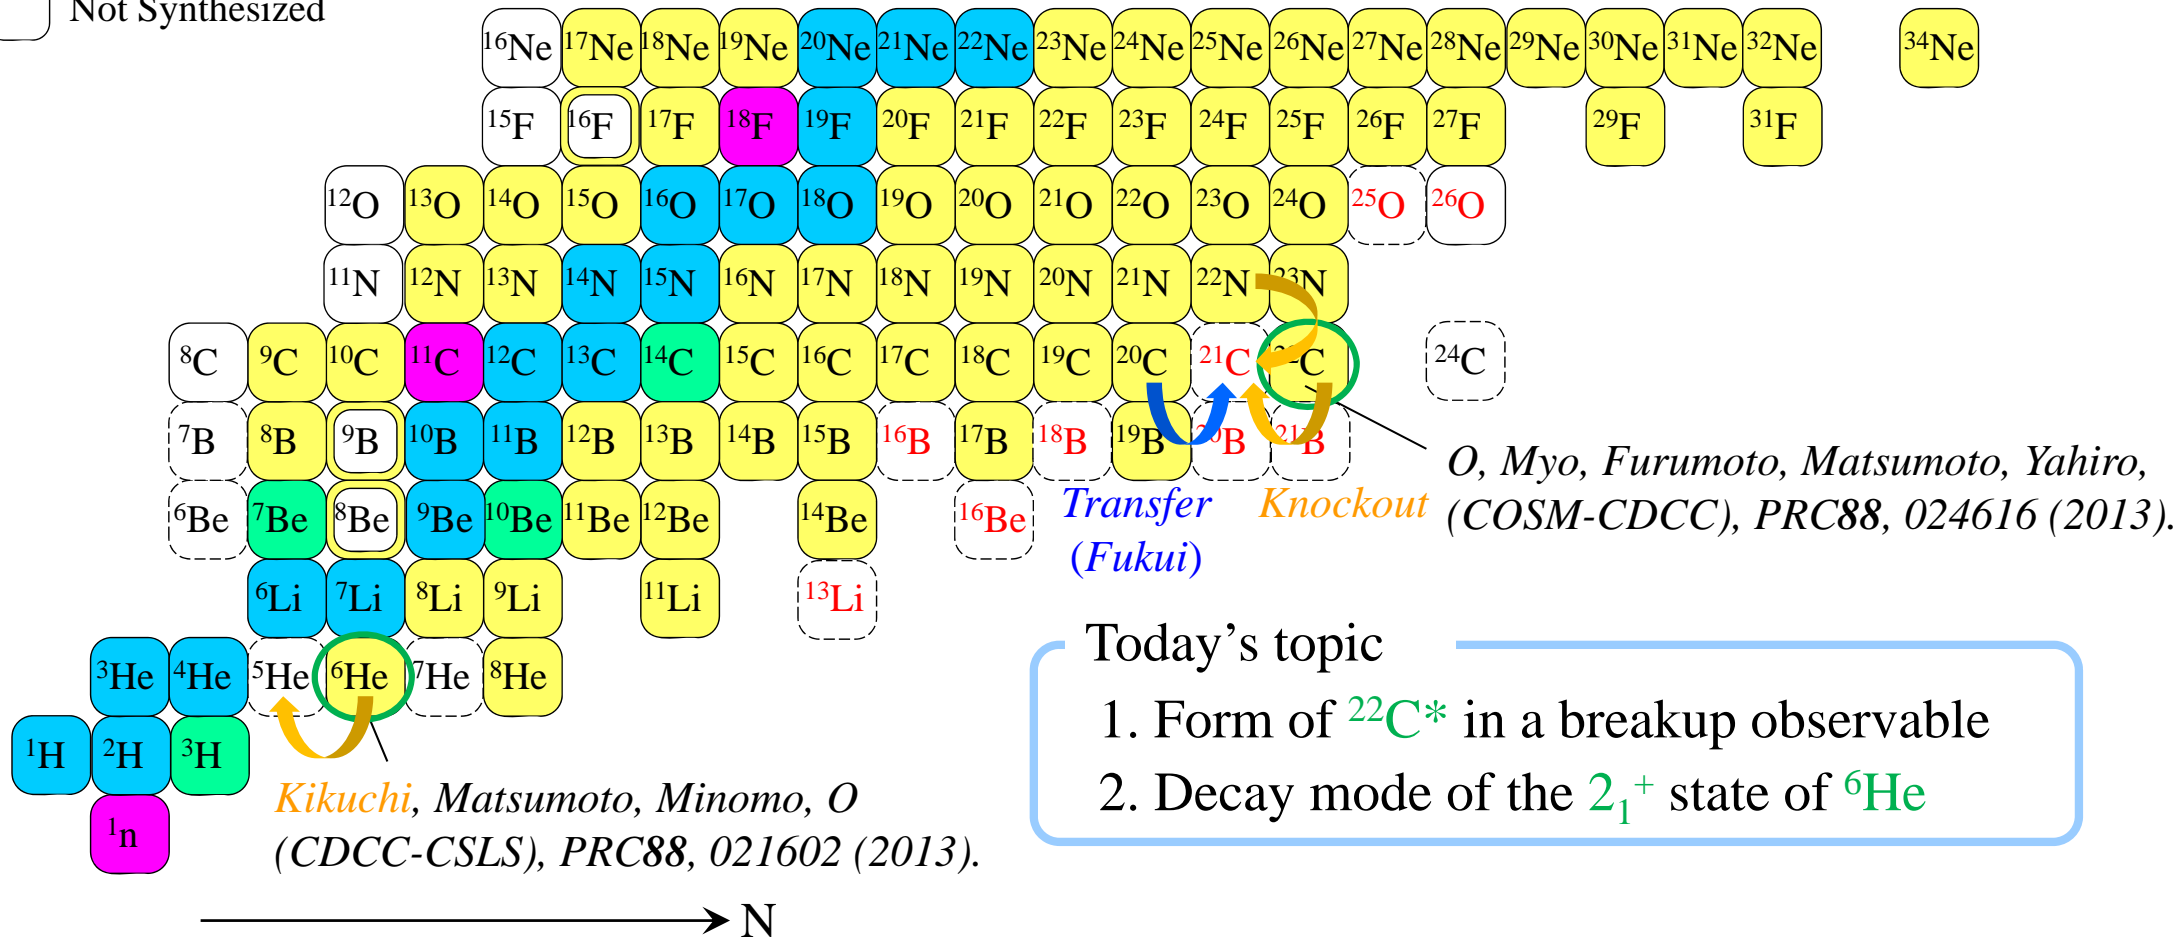 Not Synthesized
¹⁶Ne ¹⁷Ne ¹⁸Ne ¹⁹Ne ²⁰Ne ²¹Ne ²²Ne ²³Ne ²⁴Ne ²⁵Ne ²⁶Ne ²⁷Ne ²⁸Ne ²⁹Ne ³⁰Ne ³¹Ne ³²Ne ³⁴Ne
¹⁵F ¹⁶F ¹⁷F ¹⁸F ¹⁹F ²⁰F ²¹F ²²F ²³F ²⁴F ²⁵F ²⁶F ²⁷F ²⁹F ³¹F
¹²O ¹³O ¹⁴O ¹⁵O ¹⁶O ¹⁷O ¹⁸O ¹⁹O ²⁰O ²¹O ²²O ²³O ²⁴O ²⁵O ²⁶O
¹¹N ¹²N ¹³N ¹⁴N ¹⁵N ¹⁶N ¹⁷N ¹⁸N ¹⁹N ²⁰N ²¹N ²²N ²³N
⁸C ⁹C ¹⁰C ¹¹C ¹²C ¹³C ¹⁴C ¹⁵C ¹⁶C ¹⁷C ¹⁸C ¹⁹C ²⁰C ²¹C ²²C ²⁴C
⁷B ⁸B ⁹B ¹⁰B ¹¹B ¹²B ¹³B ¹⁴B ¹⁵B ¹⁶B ¹⁷B ¹⁸B ¹⁹B ²⁰B ²¹B
O, Myo, Furumoto, Matsumoto, Yahiro,
(COSM-CDCC), PRC88, 024616 (2013).
⁶Be ⁷Be ⁸Be ⁹Be ¹⁰Be ¹¹Be ¹²Be ¹⁴Be ¹⁶Be
Transfer
(Fukui)
Knockout
⁶Li ⁷Li ⁸Li ⁹Li ¹¹Li ¹³Li
³He ⁴He ⁵He ⁶He ⁷He ⁸He
¹H ²H ³H
¹n
Kikuchi, Matsumoto, Minomo, O
(CDCC-CSLS), PRC88, 021602 (2013).
Today’s topic
1. Form of ²²C* in a breakup observable
2. Decay mode of the 2₁⁺ state of ⁶He
N